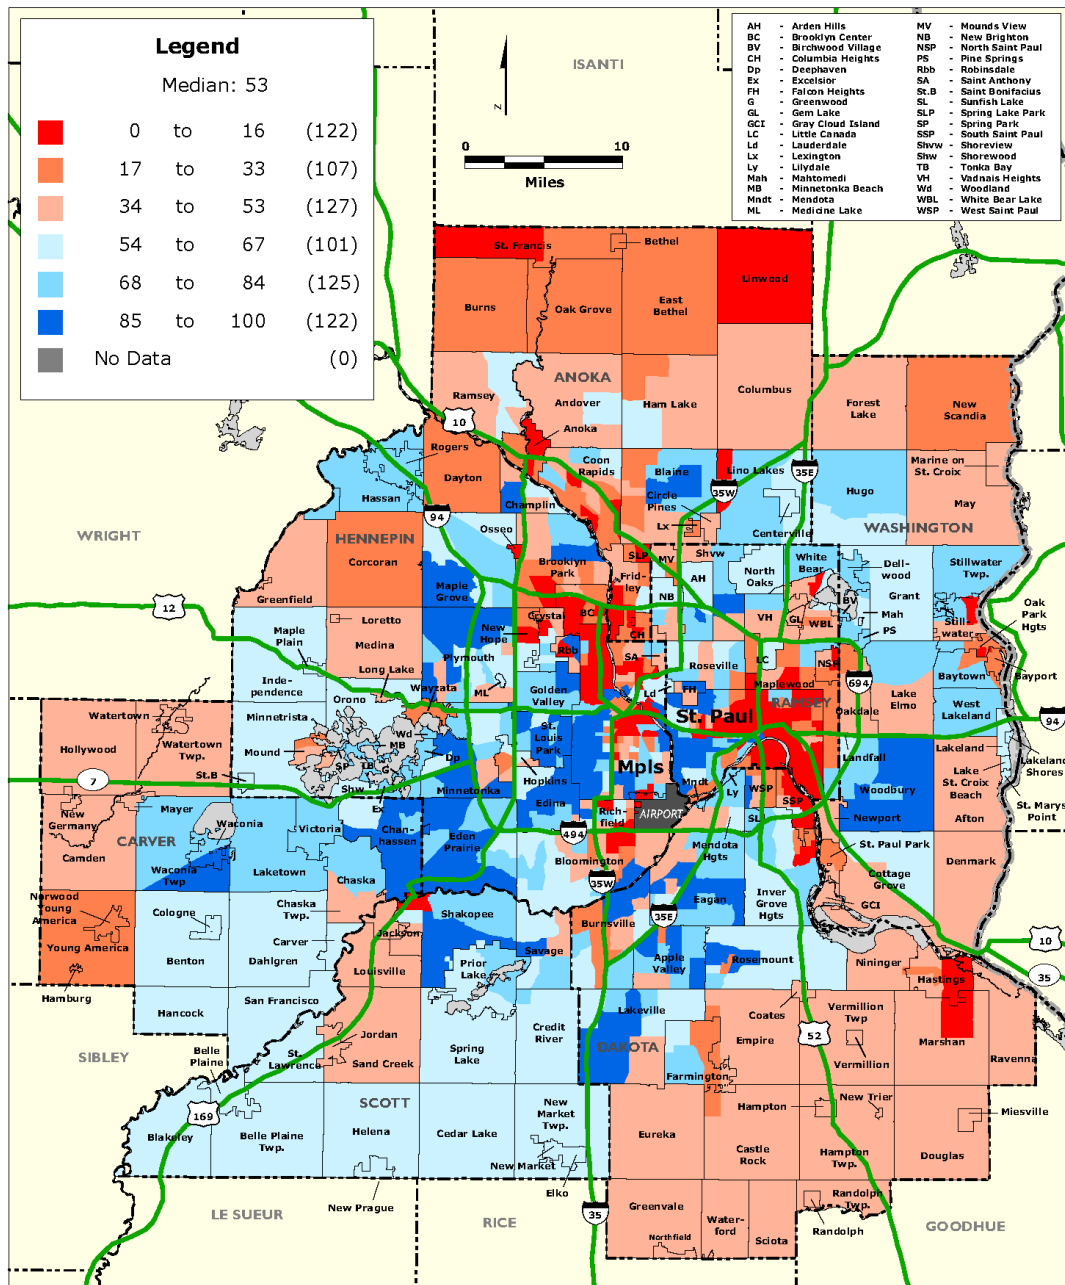 Legend
Median: 53
0 to 16 (122)
17 to 33 (107)
34 to 53 (127)
54 to 67 (101)
68 to 84 (125)
85 to 100 (122)
No Data (0)
N
0 10
Miles
AH - Arden Hills
BC - Brooklyn Center
BV - Birchwood Village
CH - Columbia Heights
Dp - Deephaven
Ex - Excelsior
FH - Falcon Heights
G - Greenwood
GL - Gem Lake
GCI - Gray Cloud Island
LC - Little Canada
Ld - Lauderdale
Lx - Lexington
Ly - Lilydale
Mah - Mahtomedi
MB - Minnetonka Beach
Mndt - Mendota
ML - Medicine Lake
MV - Mounds View
NB - New Brighton
NSP - North Saint Paul
PS - Pine Springs
Rbb - Robinsdale
SA - Saint Anthony
St.B - Saint Bonifacius
SL - Sunfish Lake
SLP - Spring Lake Park
SP - Spring Park
SSP - South Saint Paul
Shvw - Shoreview
Shw - Shorewood
TB - Tonka Bay
VH - Vadnais Heights
Wd - Woodland
WBL - White Bear Lake
WSP - West Saint Paul
ISANTI
St. Francis
Bethel
Linwood
Burns
Oak Grove
East
Bethel
ANOKA
Ramsey
Andover
Ham Lake
Columbus
Forest
Lake
New
Scandia
10
Anoka
Rogers
Coon
Rapids
Blaine
Lino Lakes
35E
Marine on
St. Croix
Hassan
Dayton
Champlin
Circle
Pines
35W
Hugo
May
94
Lx
Centerville
WASHINGTON
WRIGHT
HENNEPIN
Osseo
Corcoran
Brooklyn
Park
SLP
MV
Shvw
White
Bear
Dell-
wood
Stillwater
Twp.
Maple
Grove
Frid-
ley
AH
North
Oaks
BV
Grant
12
Greenfield
NB
Mah
Still
water
Oak
Park
Hgts
Loretto
Crystal
BC
VH
GL
WBL
PS
Maple
Plain
Medina
New
Hope
CH
Long Lake
Plymouth
Rbb
SA
Roseville
LC
NSP
Inde-
pendence
Wayzata
ML
Golden
Valley
Ld
FH
Maplewood
694
Baytown
Bayport
Orono
RAMSEY
Oakdale
Lake
Elmo
West
Lakeland
Watertown
Minnetrista
Wd
MB
St.
Louis
Park
St. Paul
94
Hollywood
Watertown
Twp.
Mound
SP
TB
G
Dp
Hopkins
Mpls
Landfall
Lakeland
Lakeland
Shores
7
St.B
Shw
Minnetonka
Mndt
Ly
WSP
SSP
Woodbury
Lake
St. Croix
Beach
St. Marys
Point
New
Germany
Mayer
Waconia
Ex
Edina
Rich-
field
AIRPORT
Newport
Afton
CARVER
Victoria
Chan-
hassen
Eden
Prairie
494
SL
Camden
Waconia
Twp
Laketown
Chaska
Bloomington
Mendota
Hgts
St. Paul Park
Denmark
Cottage
Grove
35W
Norwood
Young
America
Young America
Cologne
Chaska
Twp.
Shakopee
Burnsville
35E
Eagan
Inver
Grove
Hgts
GCI
Benton
Dahlgren
Carver
Jackson
Louisville
Prior
Lake
Savage
Apple
Valley
Rosemount
Nininger
10
35
Hamburg
Hastings
Hancock
San Francisco
Lakeville
Coates
Vermillion
Twp
Credit
River
DAKOTA
Empire
52
Marshan
SIBLEY
Belle
Plaine
St.
Lawrence
Jordan
Sand Creek
Spring
Lake
Farmington
Vermillion
Ravenna
SCOTT
Hampton
New Trier
Miesville
169
Blakeley
Belle Plaine
Twp.
Helena
Cedar Lake
New
Market
Twp.
Eureka
Castle
Rock
Hampton
Twp.
Douglas
New Market
Elko
LE SUEUR
New Prague
RICE
35
Greenvale
Water-
ford
Sciota
Randolph
Twp.
Randolph
Northfield
GOODHUE